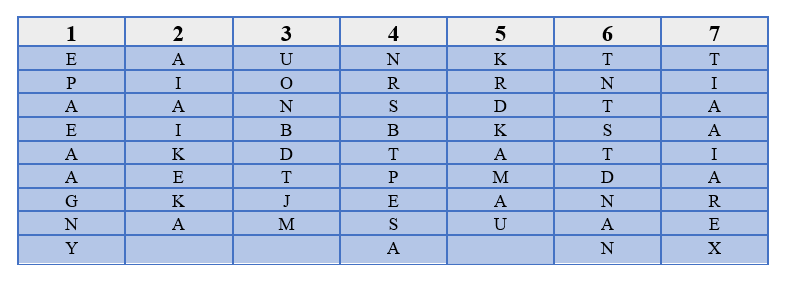 1 2 3 4 5 6 7
E A U N K T T
P I O R R N I
A A N S D T A
E I B B K S A
A K D T A T I
A E T P M D A
G K J E A N R
N A M S U A E
Y A N X